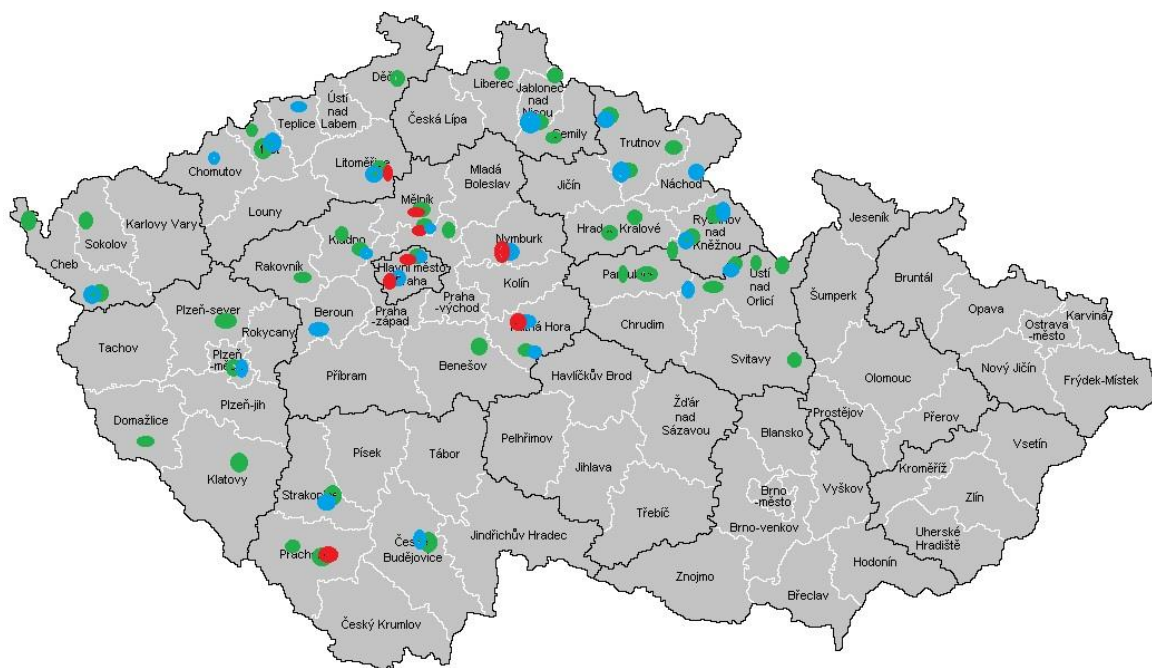 Liberec
Jablonec
nad
Ústí
nad
Labem
Teplice
Česká Lípa
Semily
Trutnov
Chomutov
Litoměřice
Mladá
Boleslav
Jičín
Náchod
Louny
Mělník
Karlovy Vary
Sokolov
Jeseník
Cheb
Kladno
Nymburk
Hradec Králové
Rychnov
nad
Kněžnou
Rakovník
Hlavní město
Praha
Kolín
Ústí
nad
Orlicí
Šumperk
Bruntál
Plzeň-sever
Rokycany
Beroun
Praha
-západ
Praha
-východ
Chrudim
Opava
Karviná
Ostrava
-město
Tachov
Plzeň
Kutná Hora
Příbram
Benešov
Havlíčkův Brod
Svitavy
Olomouc
Nový Jičín
Frýdek-Místek
Plzeň-jih
Domažlice
Žďár
nad
Sázavou
Prostějov
Přerov
Písek
Tábor
Pelhřimov
Blansko
Vsetín
Klatovy
Jihlava
Kroměříž
Strakonice
Brno
-město
Vyškov
Zlín
Třebíč
Brno-venkov
Uherské
Hradiště
Jindřichův Hradec
České
Budějovice
Hodonín
Znojmo
Břeclav
Český Krumlov